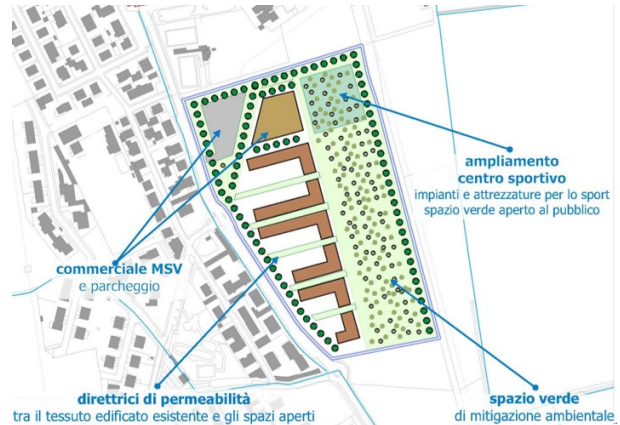 ampliamento
centro sportivo
impianti e attrezzature per lo sport
spazio verde aperto al pubblico
commerciale MSV
e parcheggio
direttrici di permeabilità
tra il tessuto edificato esistente e gli spazi aperti
spazio verde
di mitigazione ambientale